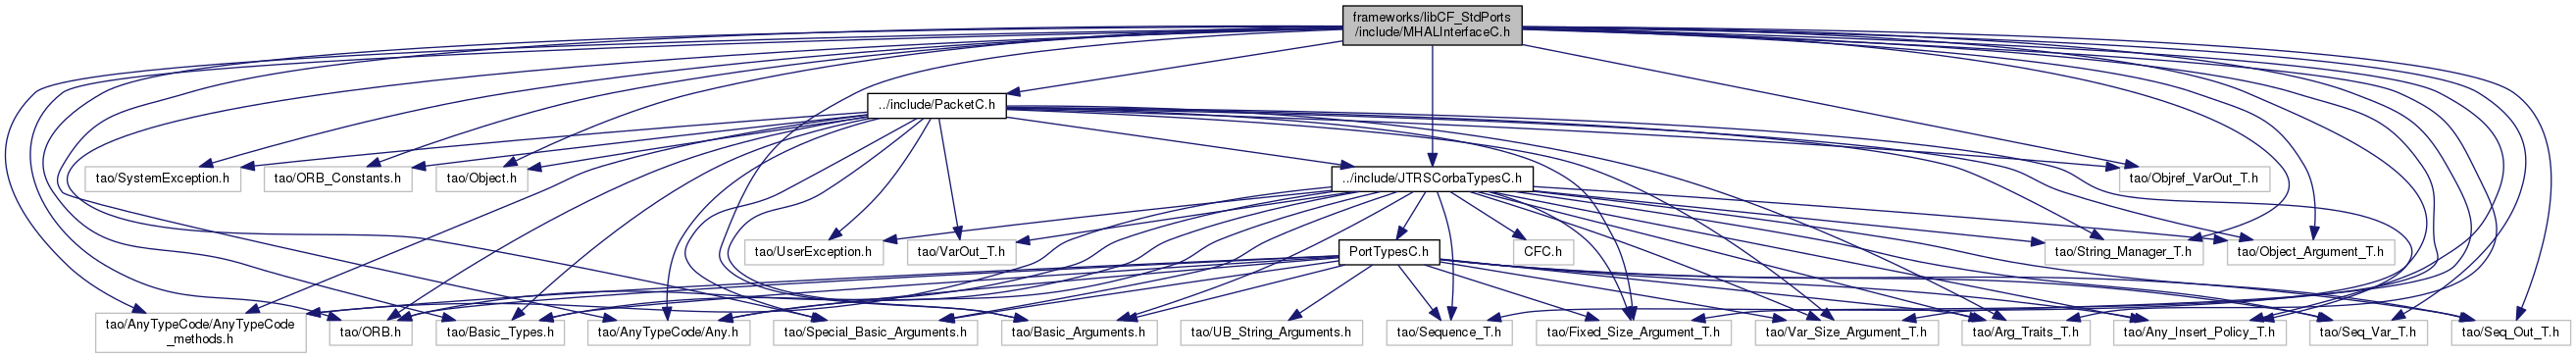 frameworks/libCF_StdPorts
/include/MHALInterfaceC.h
../include/PacketC.h
tao/SystemException.h
tao/ORB_Constants.h
tao/Object.h
../include/JTRSCorbaTypesC.h
tao/Objref_VarOut_T.h
tao/UserException.h
tao/VarOut_T.h
PortTypesC.h
CFC.h
tao/String_Manager_T.h
tao/Object_Argument_T.h
tao/AnyTypeCode/AnyTypeCode
_methods.h
tao/ORB.h
tao/Basic_Types.h
tao/AnyTypeCode/Any.h
tao/Special_Basic_Arguments.h
tao/Basic_Arguments.h
tao/UB_String_Arguments.h
tao/Sequence_T.h
tao/Fixed_Size_Argument_T.h
tao/Var_Size_Argument_T.h
tao/Arg_Traits_T.h
tao/Any_Insert_Policy_T.h
tao/Seq_Var_T.h
tao/Seq_Out_T.h